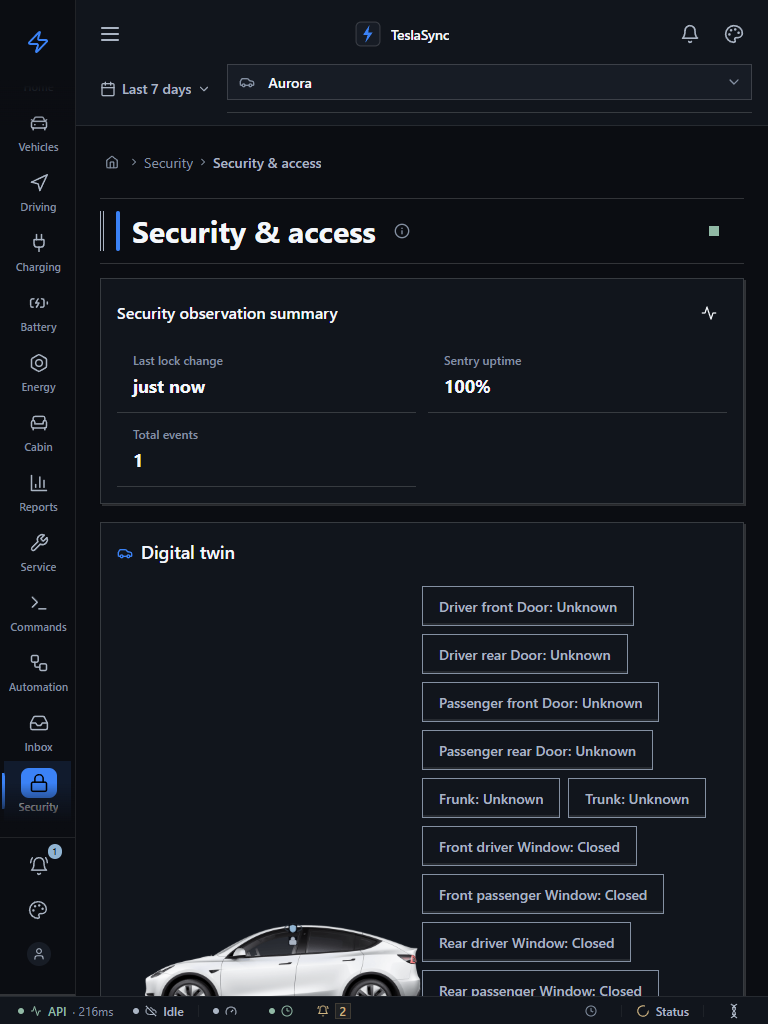 TeslaSync
Last 7 days
Aurora
Vehicles
Driving
Charging
Battery
Energy
Cabin
Reports
Service
Commands
Automation
Inbox
Security
1
Security
Security & access
Security & access
Security observation summary
Last lock change
just now
Sentry uptime
100%
Total events
1
Digital twin
Driver front Door: Unknown
Driver rear Door: Unknown
Passenger front Door: Unknown
Passenger rear Door: Unknown
Frunk: Unknown
Trunk: Unknown
Front driver Window: Closed
Front passenger Window: Closed
Rear driver Window: Closed
Rear passenger Window: Closed
API · 216ms
Idle
2
Status